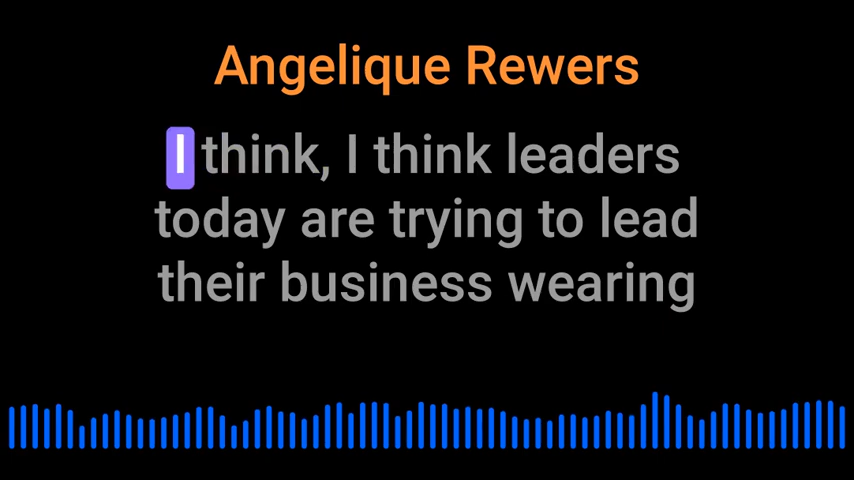 Angelique Rewers
I think, I think leaders
today are trying to lead
their business wearing